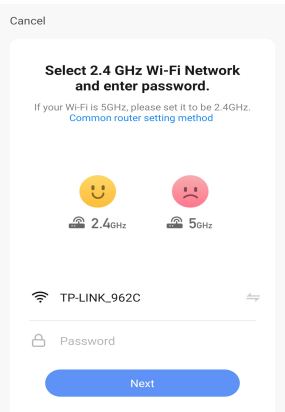 Cancel
Select 2.4 GHz Wi-Fi Network
and enter password.
If your Wi-Fi is 5GHz, please set it to be 2.4GHz.
Common router setting method
2.4GHz 5GHz
TP-LINK_962C
Password
Next